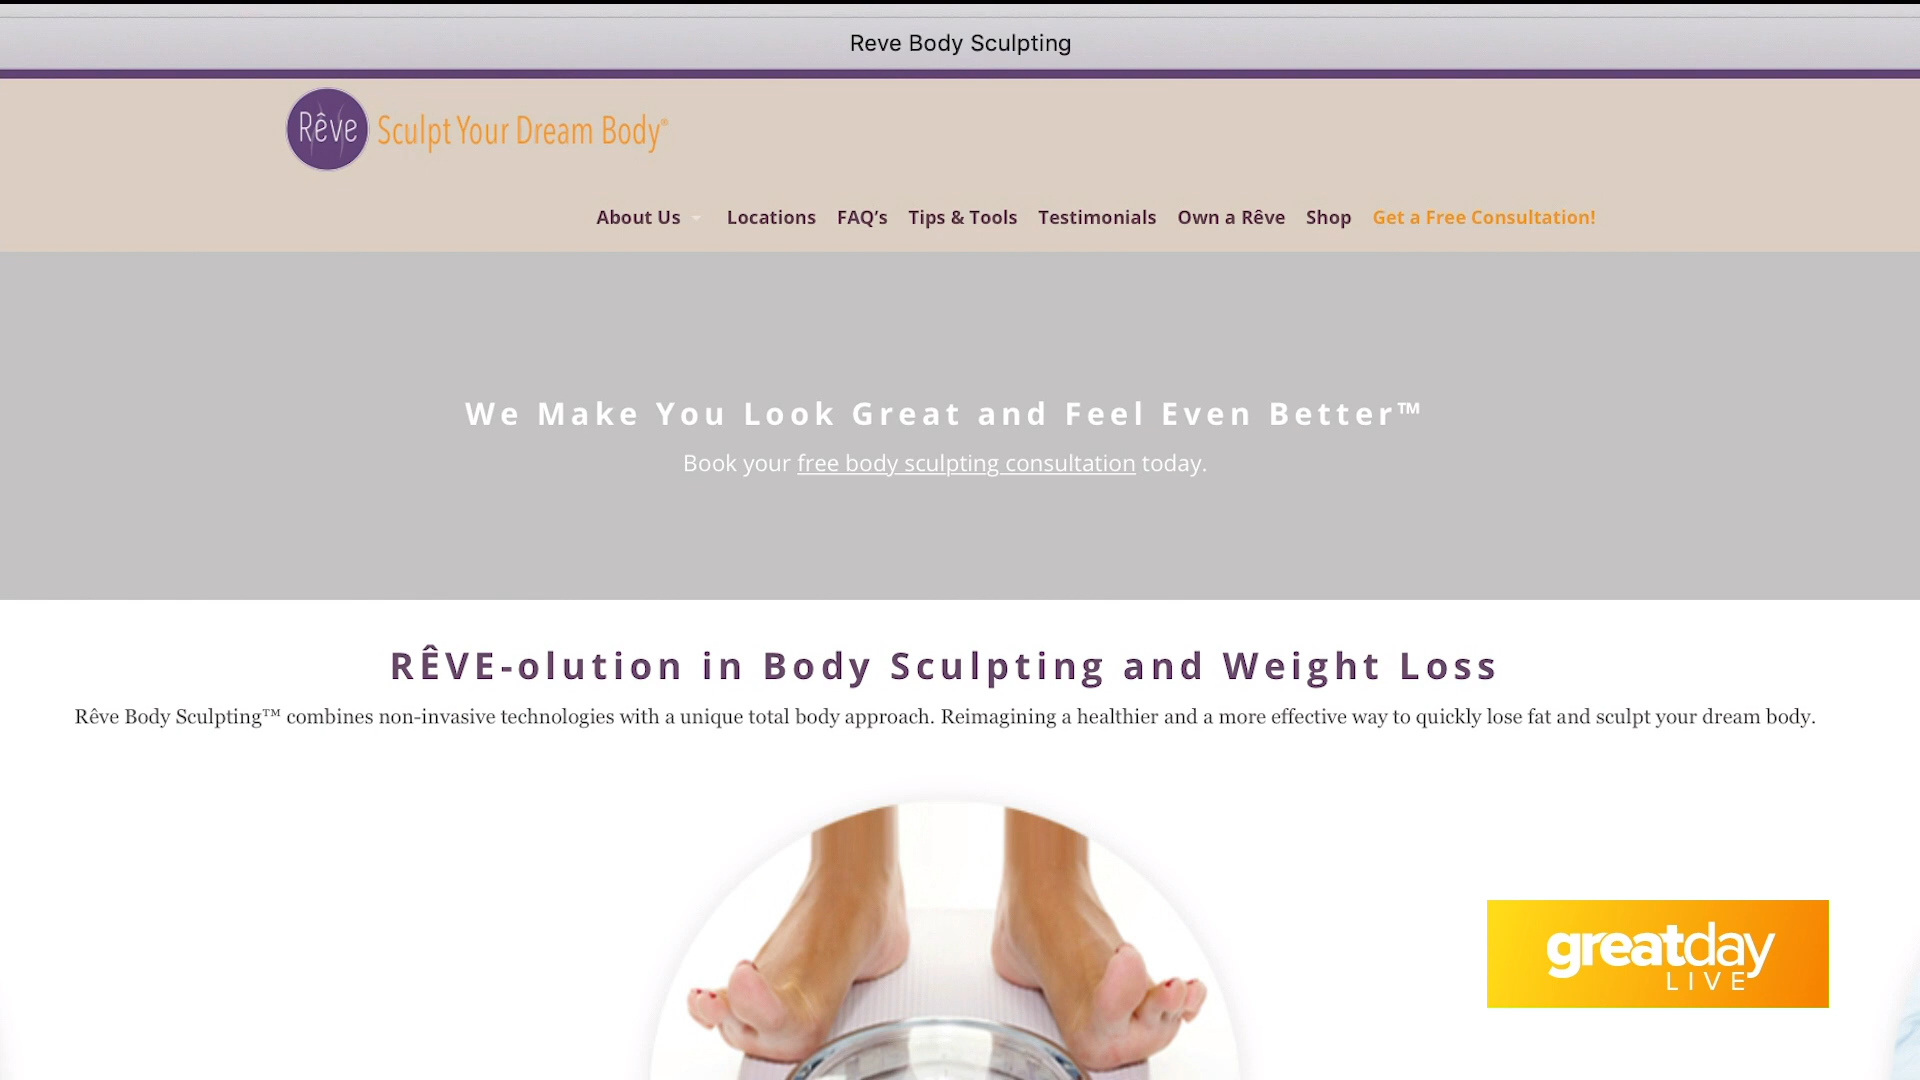 Reve Body Sculpting
Rêve Sculpt Your Dream Body®
About Us Locations FAQ’s Tips & Tools Testimonials Own a Rêve Shop Get a Free Consultation!
We Make You Look Great and Feel Even Better™
Book your free body sculpting consultation today.
RÊVE-olution in Body Sculpting and Weight Loss
Rêve Body Sculpting™ combines non-invasive technologies with a unique total body approach. Reimagining a healthier and a more effective way to quickly lose fat and sculpt your dream body.
greatday
LIVE